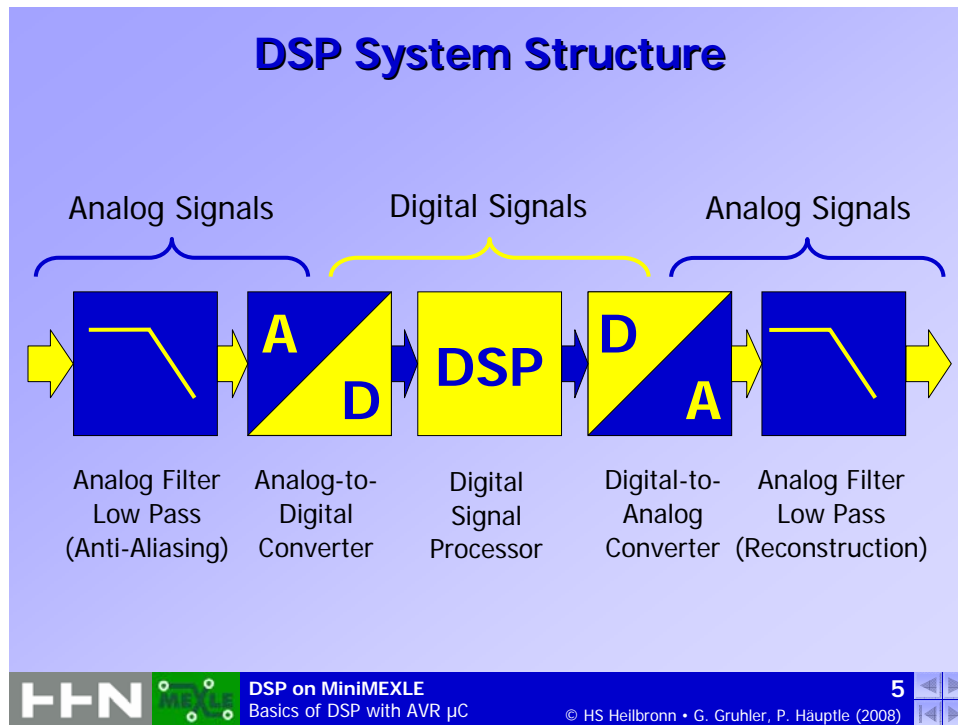 DSP System Structure
Analog Signals
Digital Signals
Analog Signals
A
D
DSP
D
A
Analog Filter
Low Pass
(Anti-Aliasing)
Analog-to-
Digital
Converter
Digital
Signal
Processor
Digital-to-
Analog
Converter
Analog Filter
Low Pass
(Reconstruction)
HHN
MEXLE
DSP on MiniMEXLE
Basics of DSP with AVR µC
5
© HS Heilbronn • G. Gruhler, P. Häuptle (2008)